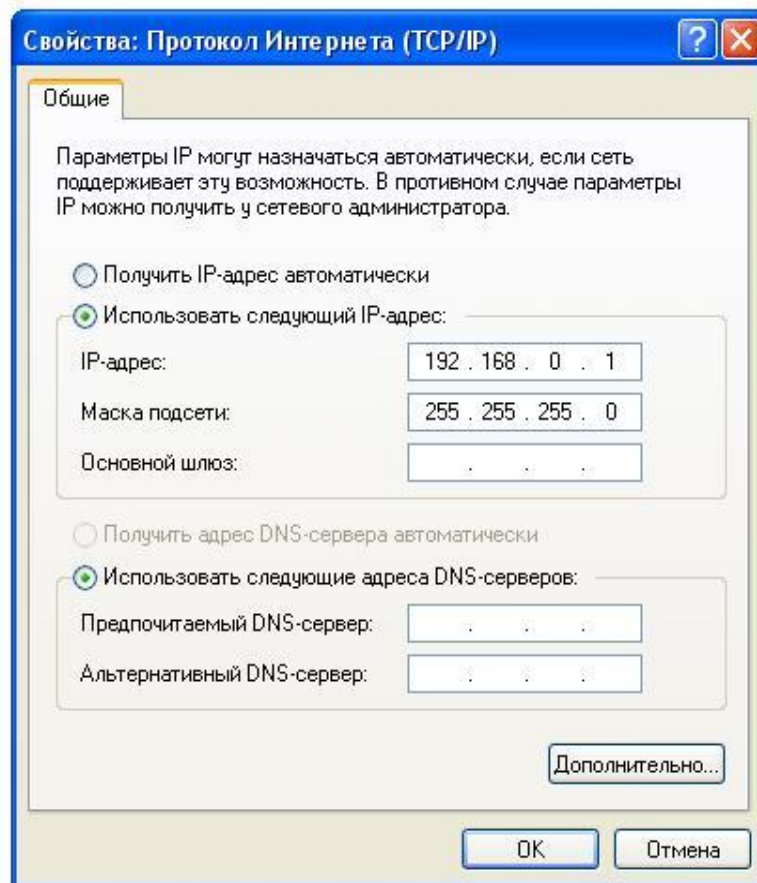 Свойства: Протокол Интернета (TCP/IP)
Общие
Параметры IP могут назначаться автоматически, если сеть
поддерживает эту возможность. В противном случае параметры
IP можно получить у сетевого администратора.
Получить IP-адрес автоматически
Использовать следующий IP-адрес:
IP-адрес: 192 . 168 . 0 . 1
Маска подсети: 255 . 255 . 255 . 0
Основной шлюз: . . .
Получить адрес DNS-сервера автоматически
Использовать следующие адреса DNS-серверов:
Предпочитаемый DNS-сервер: . . .
Альтернативный DNS-сервер: . . .
Дополнительно...
OK Отмена